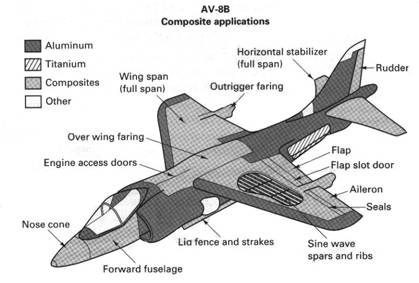 AV-8B
Composite applications
Aluminum
Titanium
Composites
Other
Horizontal stabilizer
(full span)
Rudder
Wing span
(full span)
Outrigger faring
Over wing faring
Engine access doors
Flap
Flap slot door
Aileron
Seals
Nose cone
Lid fence and strakes
Sine wave
spars and ribs
Forward fuselage